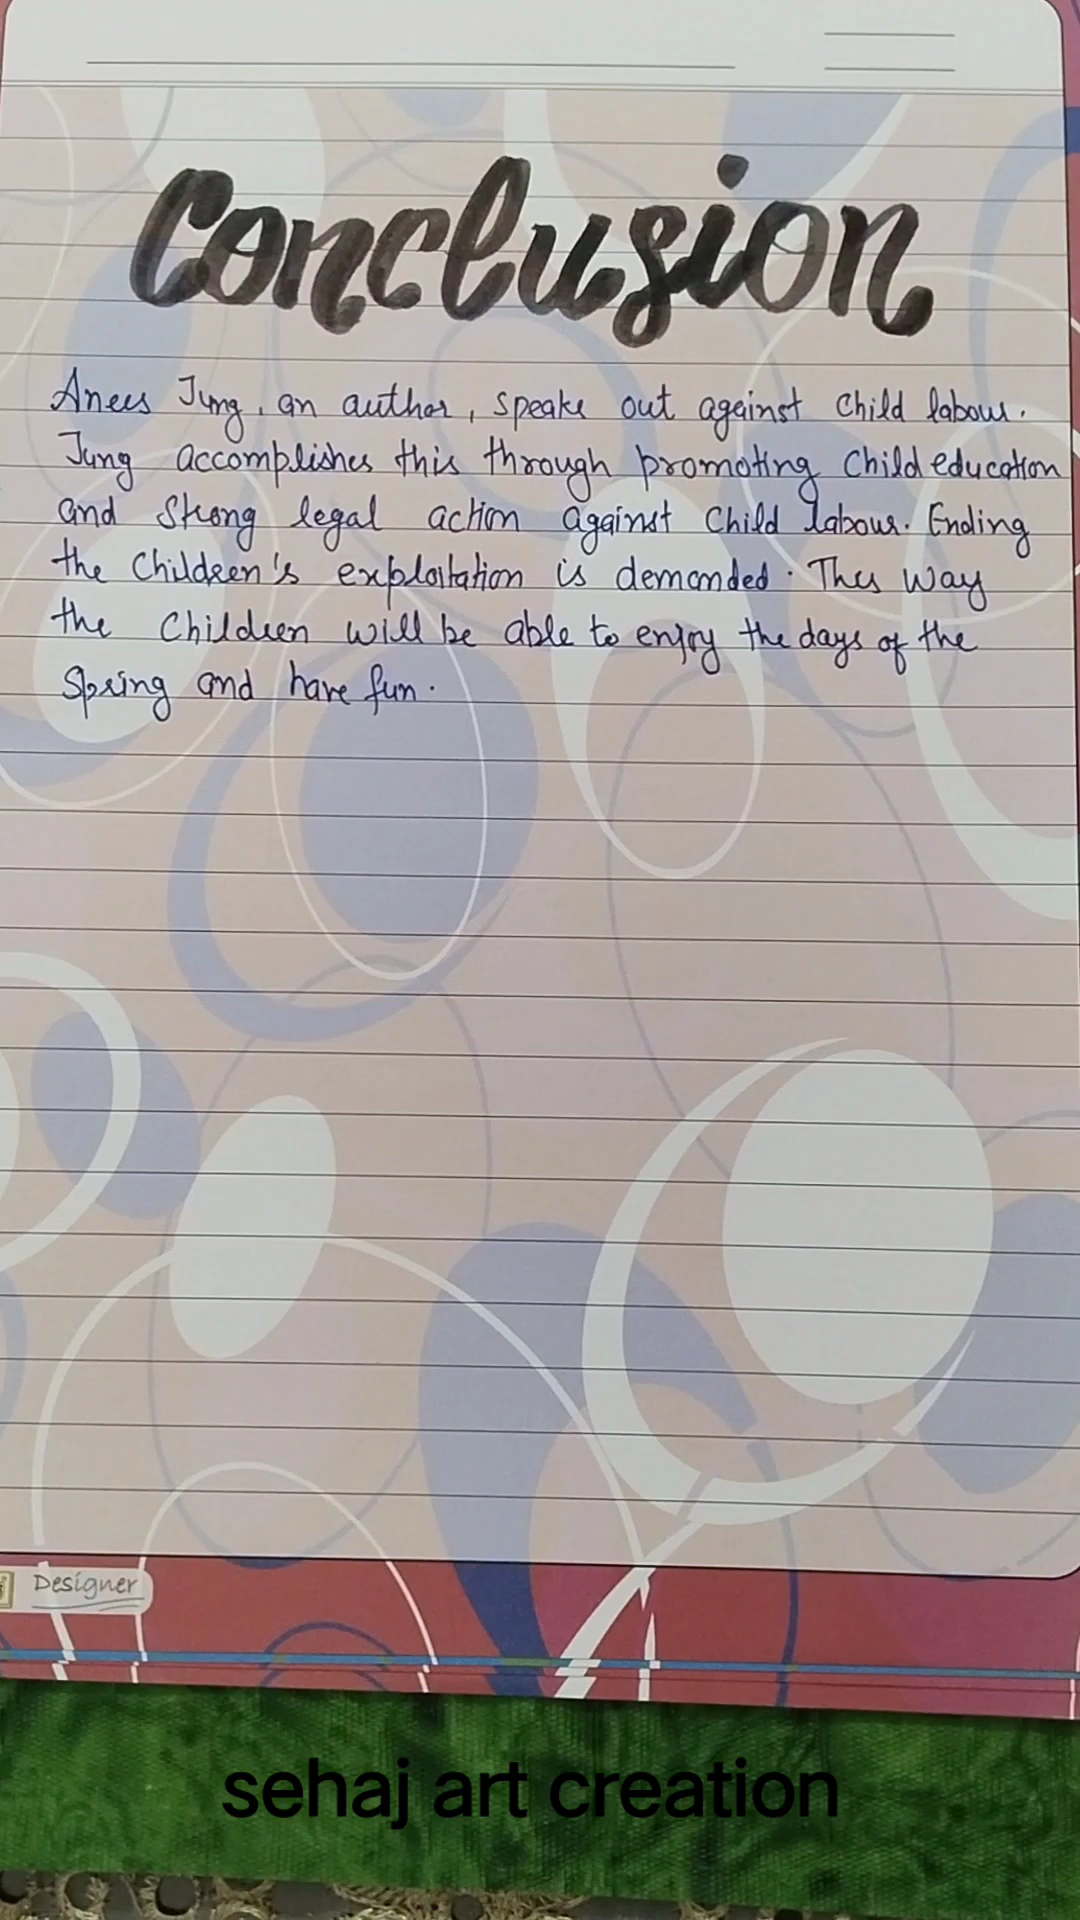 Conclusion
Anees Jung, an author, speaks out against child labour.
Jung accomplishes this through promoting child education
and strong legal action against child labour. Ending
the children's exploitation is demanded. This way
the children will be able to enjoy the days of the
spring and have fun.
Designer
sehaj art creation